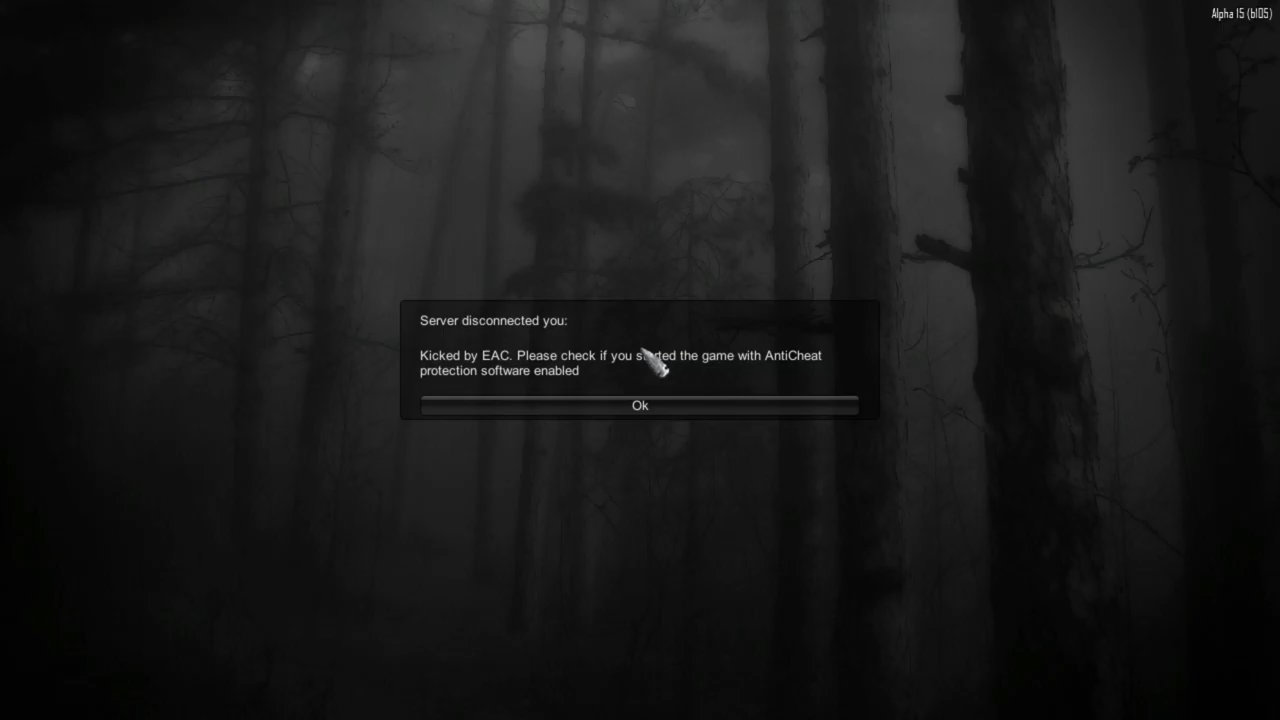 Alpha 15 (b105)
Server disconnected you:
Kicked by EAC. Please check if you started the game with AntiCheat
protection software enabled
Ok